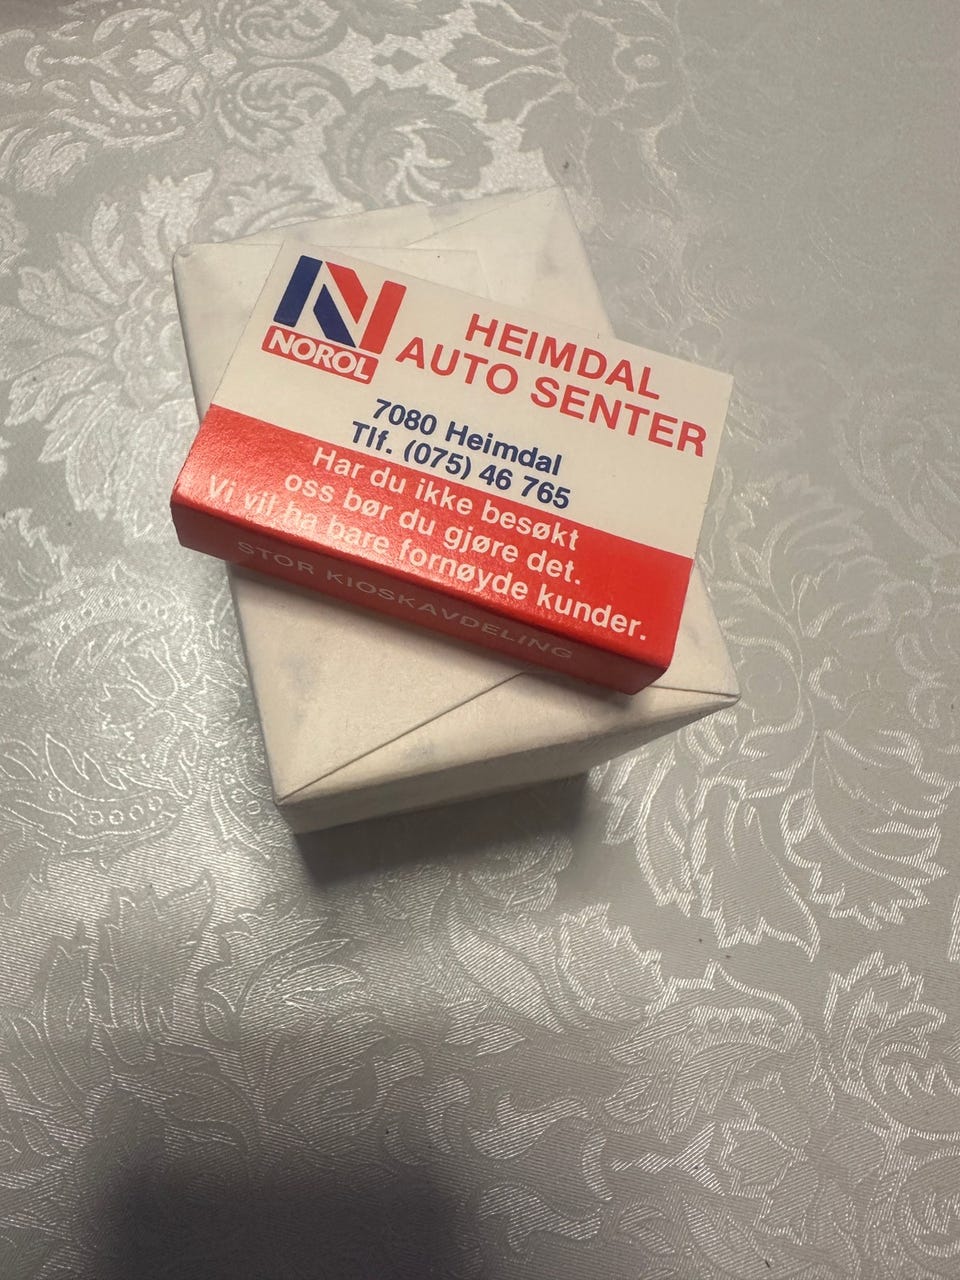 NOROL
HEIMDAL
AUTO SENTER
7080 Heimdal
Tlf. (075) 46 765
Har du ikke besøkt
oss bør du gjøre det.
Vi vil ha bare fornøyde kunder.
STOR KIOSKAVDELING